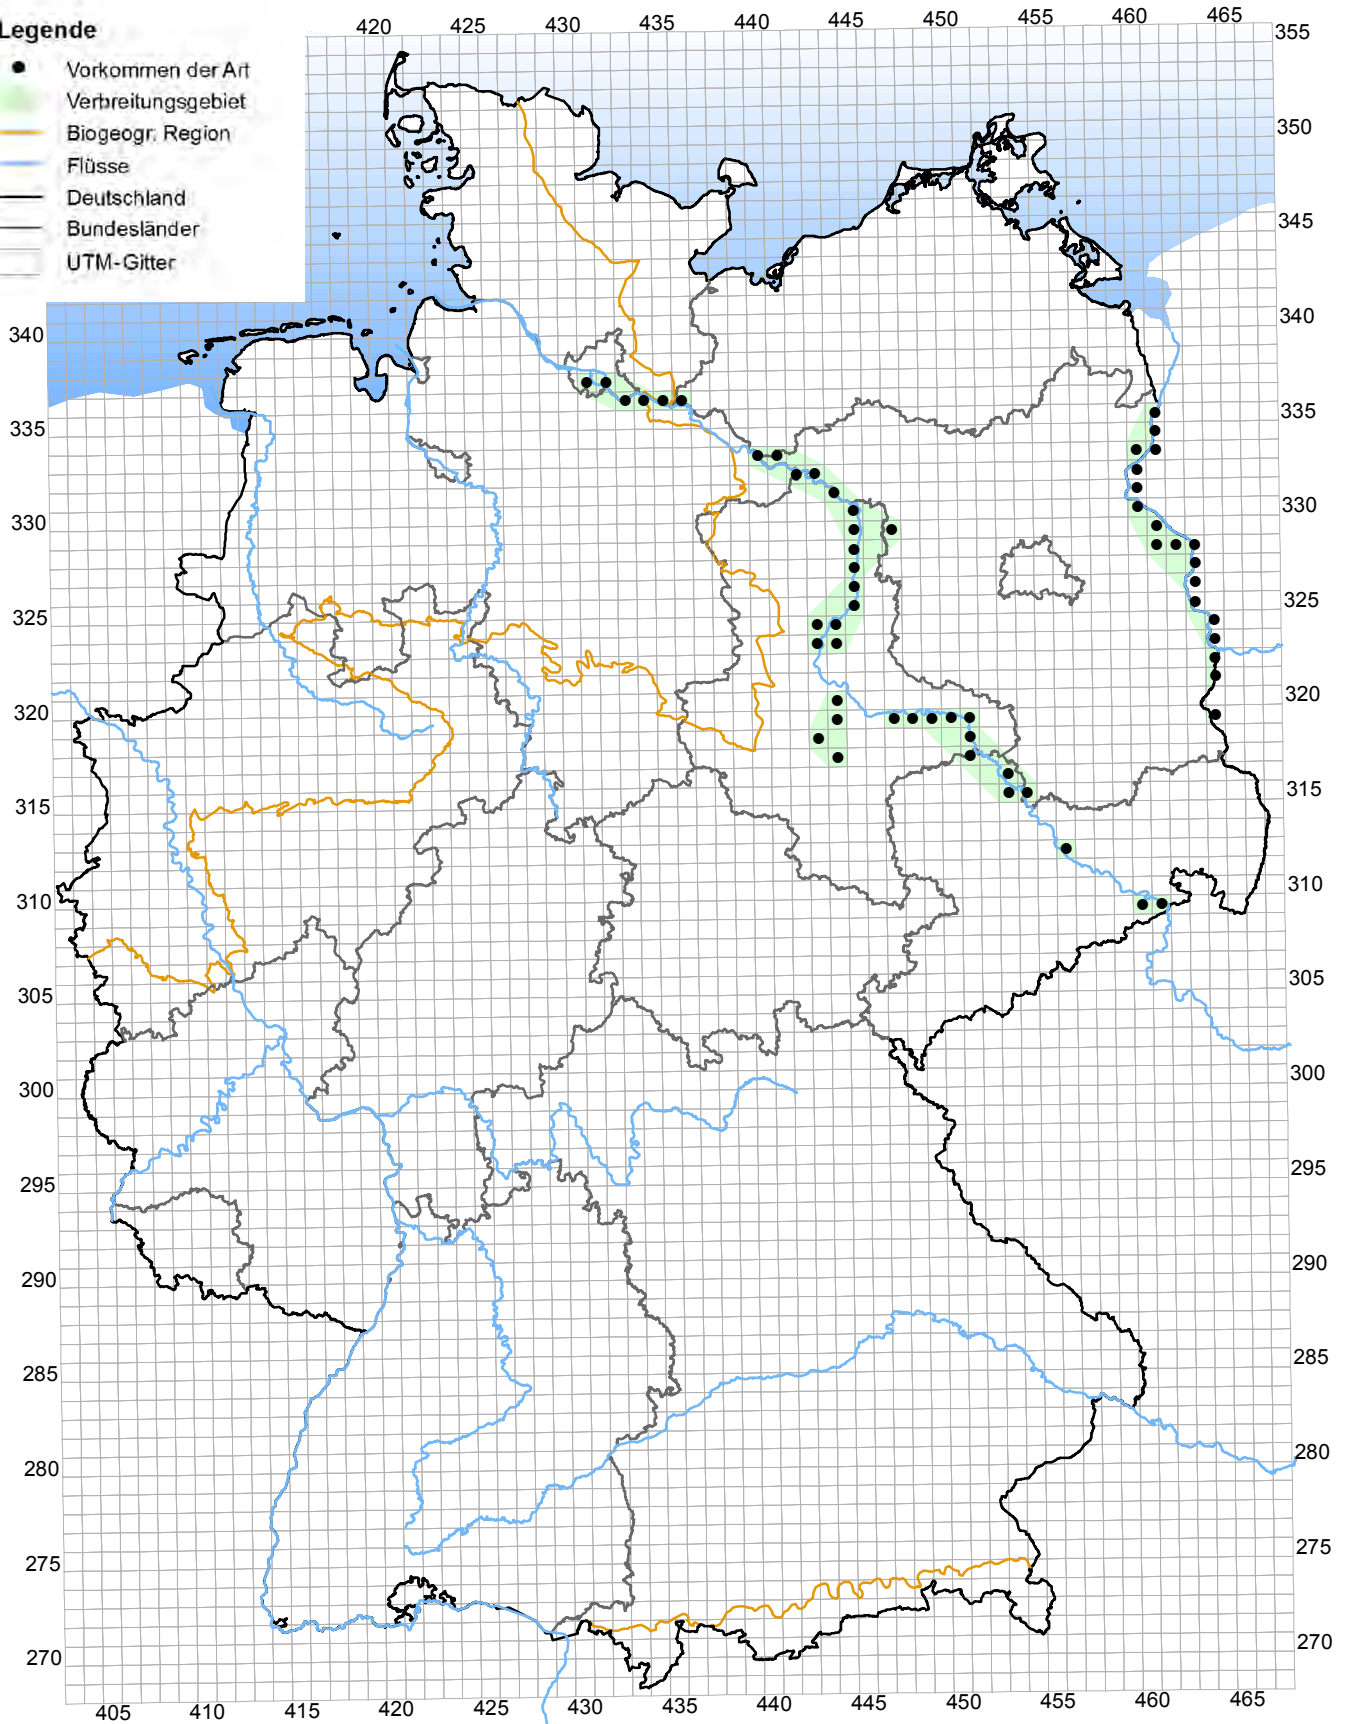 Legende
Vorkommen der Art
Verbreitungsgebiet
Biogeogr. Region
Flüsse
Deutschland
Bundesländer
UTM-Gitter
420 425 430 435 440 445 450 455 460 465
355
350
345
340 340
335 335
330 330
325 325
320 320
315 315
310 310
305 305
300 300
295 295
290 290
285 285
280 280
275 275
270 270
405 410 415 420 425 430 435 440 445 450 455 460 465